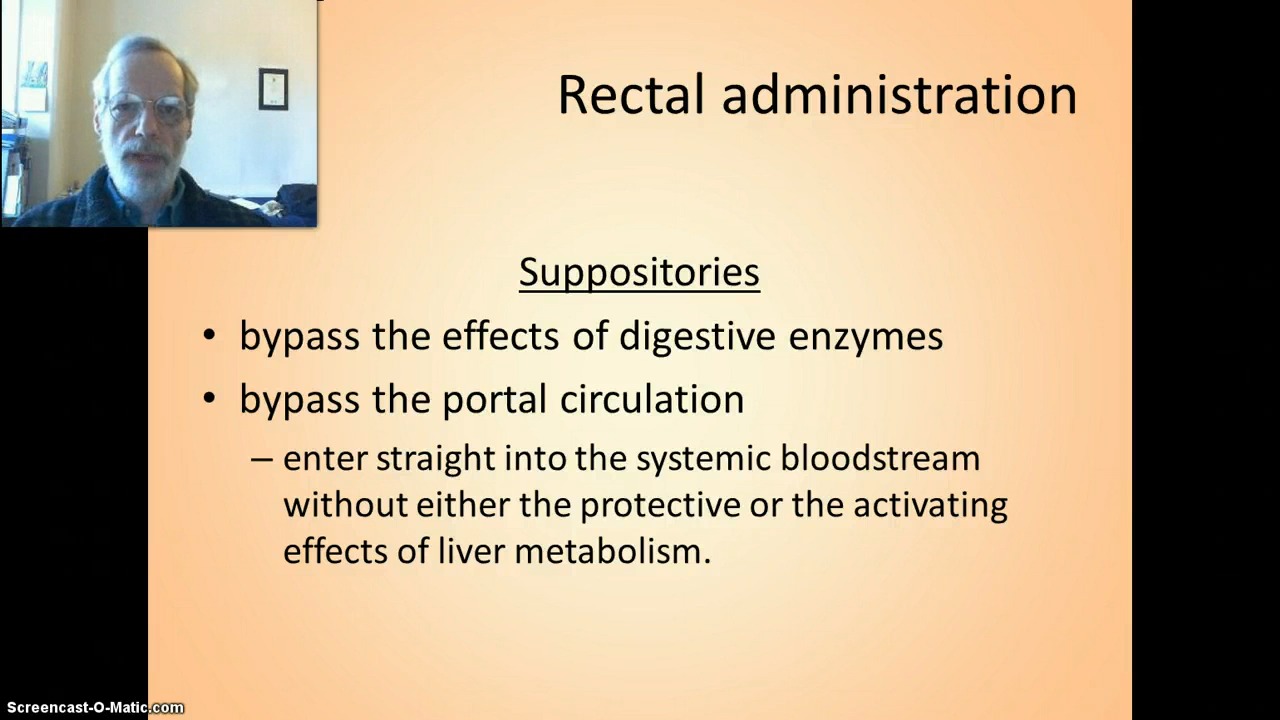 Rectal administration
Suppositories
• bypass the effects of digestive enzymes
• bypass the portal circulation
– enter straight into the systemic bloodstream
without either the protective or the activating
effects of liver metabolism.
Screencast-O-Matic.com